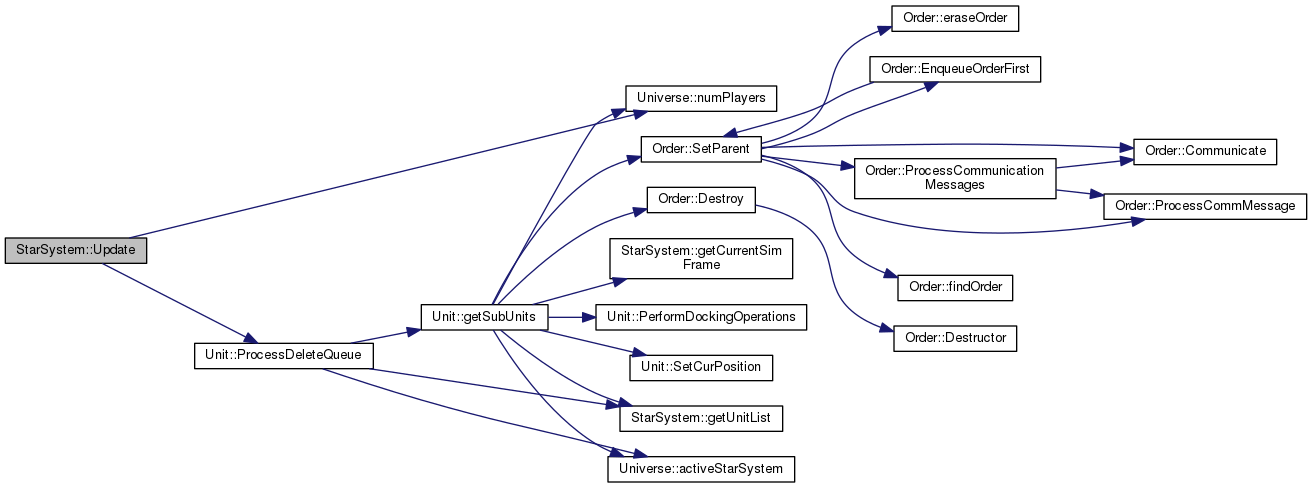 StarSystem::Update
Unit::ProcessDeleteQueue
Unit::getSubUnits
Universe::numPlayers
Order::SetParent
Order::Destroy
StarSystem::getCurrentSim
Frame
Unit::PerformDockingOperations
Unit::SetCurPosition
StarSystem::getUnitList
Universe::activeStarSystem
Order::eraseOrder
Order::EnqueueOrderFirst
Order::ProcessCommunication
Messages
Order::findOrder
Order::Destructor
Order::Communicate
Order::ProcessCommMessage